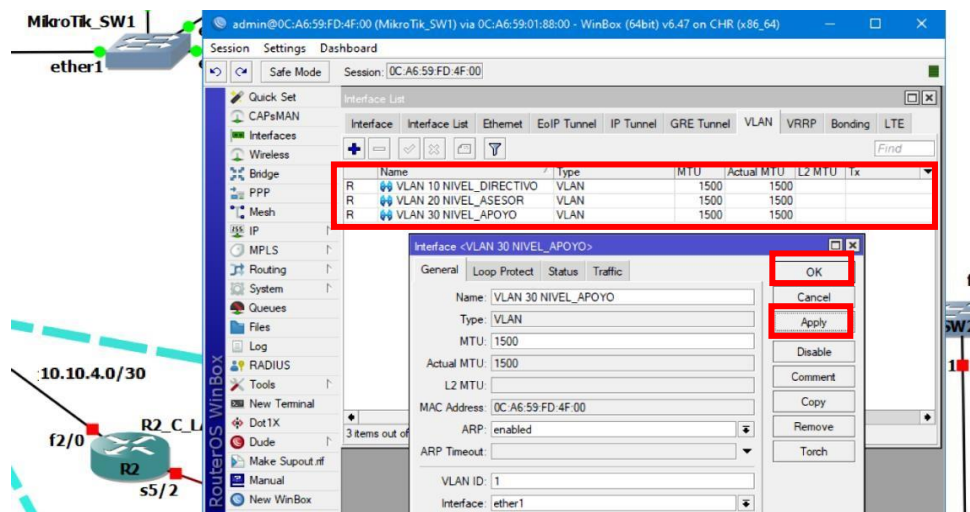 MikroTik_SW1
ether1
admin@0C:A6:59:FD:4F:00 (MikroTik_SW1) via 0C:A6:59:01:88:00 - WinBox (64bit) v6.47 on CHR (x86_64)
Session Settings Dashboard
Safe Mode Session: 0C:A6:59:FD:4F:00
Quick Set
CAPsMAN
Interfaces
Wireless
Bridge
PPP
Mesh
IP
MPLS
Routing
System
Queues
Files
Log
RADIUS
Tools
New Terminal
Dot1X
Dude
Make Supout.rif
Manual
New WinBox
RouterOS WinBox
Interface List
Interface Interface List Ethernet EoIP Tunnel IP Tunnel GRE Tunnel VLAN VRRP Bonding LTE
Find
Name Type MTU Actual MTU L2 MTU Tx
R VLAN 10 NIVEL_DIRECTIVO VLAN 1500 1500
R VLAN 20 NIVEL_ASESOR VLAN 1500 1500
R VLAN 30 NIVEL_APOYO VLAN 1500 1500
3 items out of
Interface <VLAN 30 NIVEL_APOYO>
General Loop Protect Status Traffic
Name: VLAN 30 NIVEL_APOYO
Type: VLAN
MTU: 1500
Actual MTU: 1500
L2 MTU:
MAC Address: 0C:A6:59:FD:4F:00
ARP: enabled
ARP Timeout:
VLAN ID: 1
Interface: ether1
OK
Cancel
Apply
Disable
Comment
Copy
Remove
Torch
10.10.4.0/30
R2_C_L
f2/0
R2
s5/2
f
SW2
1